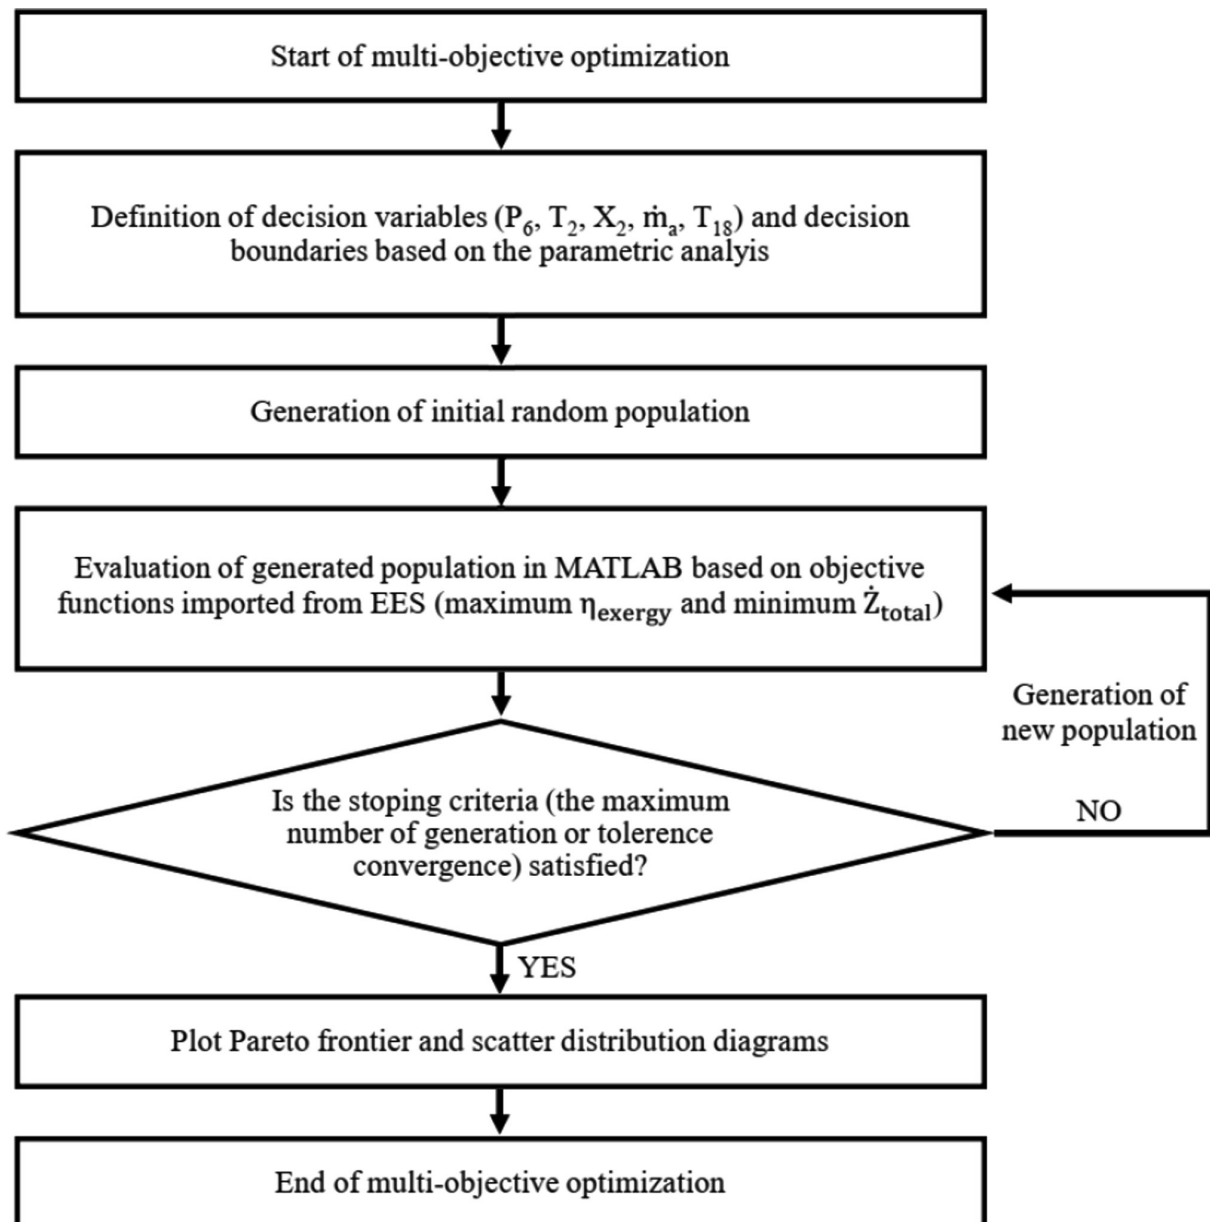 Start of multi-objective optimization
Definition of decision variables (P₆, T₂, X₂, ṁₐ, T₁₈) and decision
boundaries based on the parametric analyis
Generation of initial random population
Evaluation of generated population in MATLAB based on objective
functions imported from EES (maximum η_exergy and minimum Ż_total)
Generation of
new population
Is the stoping criteria (the maximum
number of generation or tolerence
convergence) satisfied?
NO
YES
Plot Pareto frontier and scatter distribution diagrams
End of multi-objective optimization